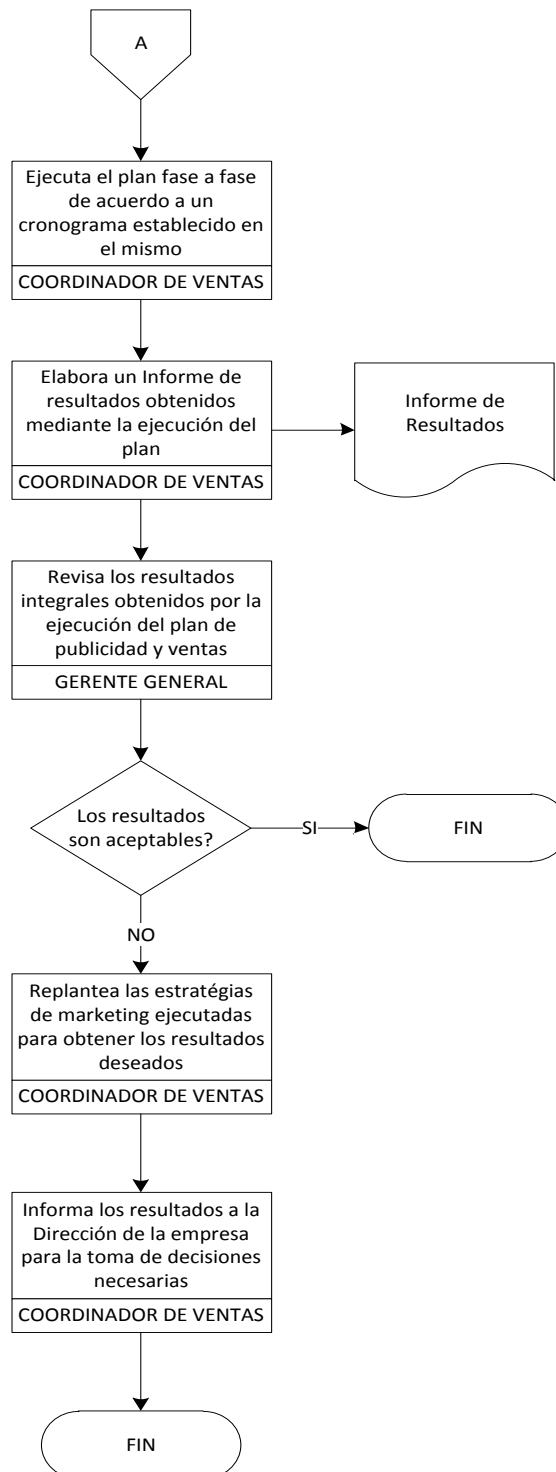 A
Ejecuta el plan fase a fase
de acuerdo a un
cronograma establecido en
el mismo
COORDINADOR DE VENTAS
Elabora un Informe de
resultados obtenidos
mediante la ejecución del
plan
COORDINADOR DE VENTAS
Informe de
Resultados
Revisa los resultados
integrales obtenidos por la
ejecución del plan de
publicidad y ventas
GERENTE GENERAL
Los resultados
son aceptables?
SI
FIN
NO
Replantea las estratégias
de marketing ejecutadas
para obtener los resultados
deseados
COORDINADOR DE VENTAS
Informa los resultados a la
Dirección de la empresa
para la toma de decisiones
necesarias
COORDINADOR DE VENTAS
FIN